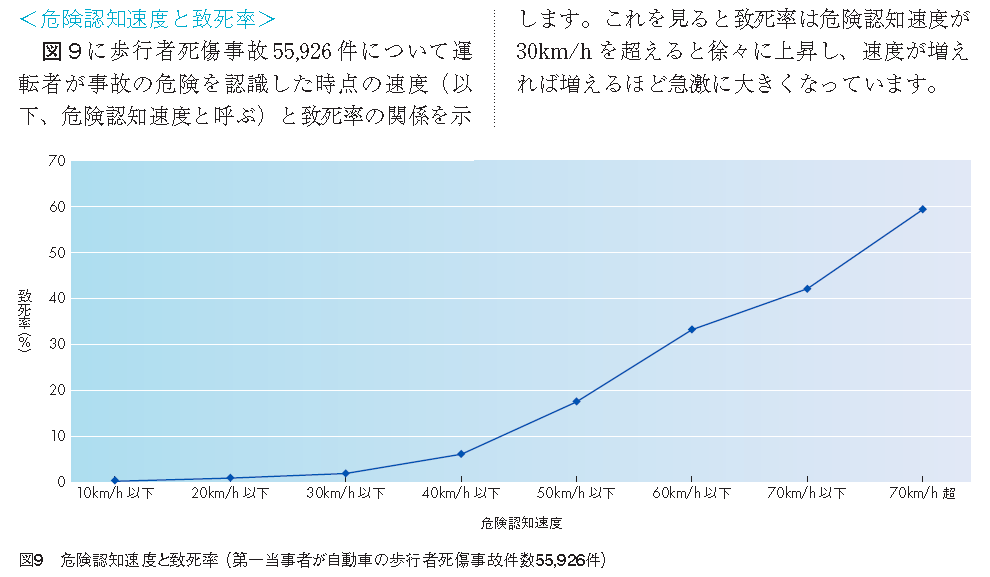 ＜危険認知速度と致死率＞
　図９に歩行者死傷事故55,926件について運
転者が事故の危険を認識した時点の速度（以
下、危険認知速度と呼ぶ）と致死率の関係を示
します。これを見ると致死率は危険認知速度が
30km/hを超えると徐々に上昇し、速度が増え
れば増えるほど急激に大きくなっています。
70
60
50
40
30
20
10
0
致死率(%)
10km/h 以下 20km/h 以下 30km/h 以下 40km/h 以下 50km/h 以下 60km/h 以下 70km/h 以下 70km/h 超
危険認知速度
図9　危険認知速度と致死率（第一当事者が自動車の歩行者死傷事故件数55,926件）